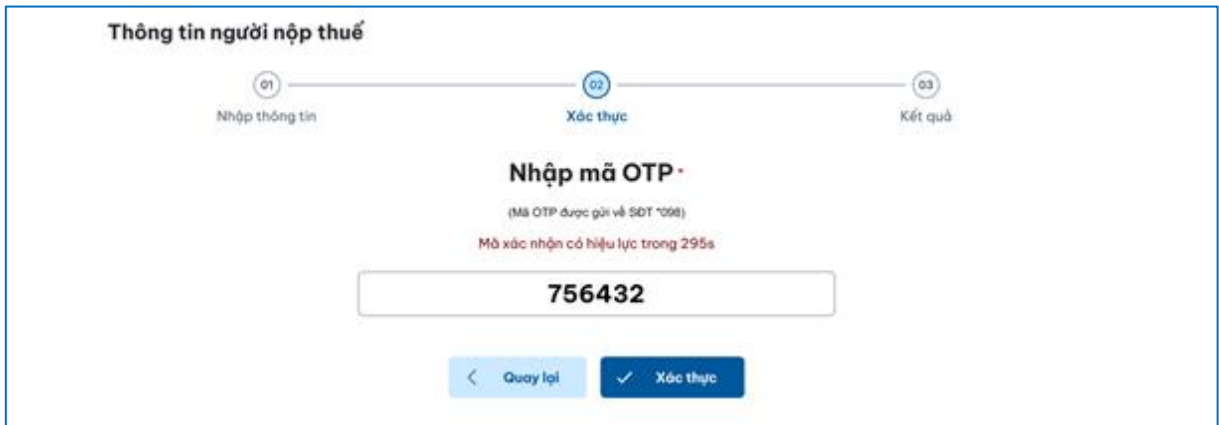 Thông tin người nộp thuế
01
02
03
Nhập thông tin
Xác thực
Kết quả
Nhập mã OTP *
(Mã OTP được gửi về SĐT *098)
Mã xác nhận có hiệu lực trong 295s
756432
Quay lại
Xác thực